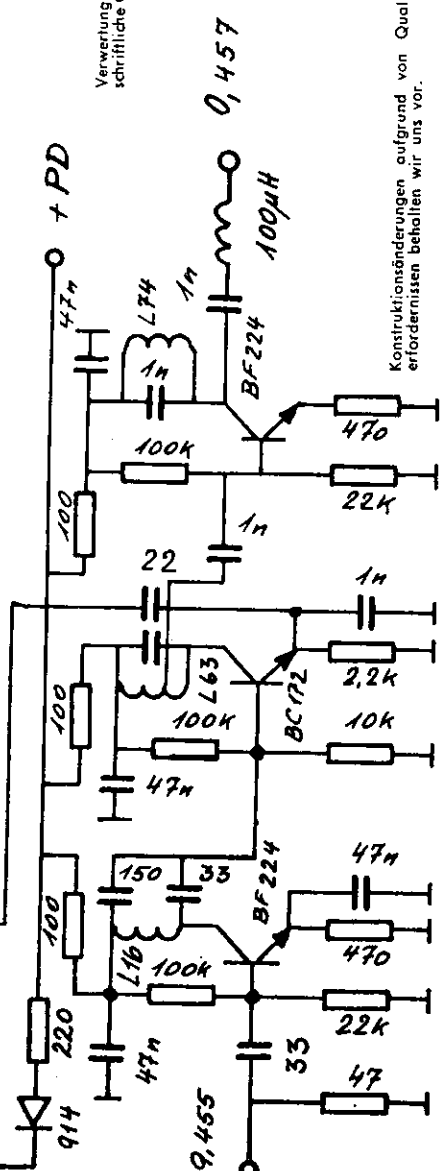 Verwertung
schriftliche
+ PD
914
220
100
100
100
47n
47n
L16
150
33
100k
47n
100k
L63
22
100k
1n
L74
1n
1n
100µH
0,457
9,455
33
BF224
BC172
BF224
47
22k
470
47n
10k
2,2k
1n
22k
470
Konstruktionsänderungen aufgrund von Qual
erfordernissen behalten wir uns vor.